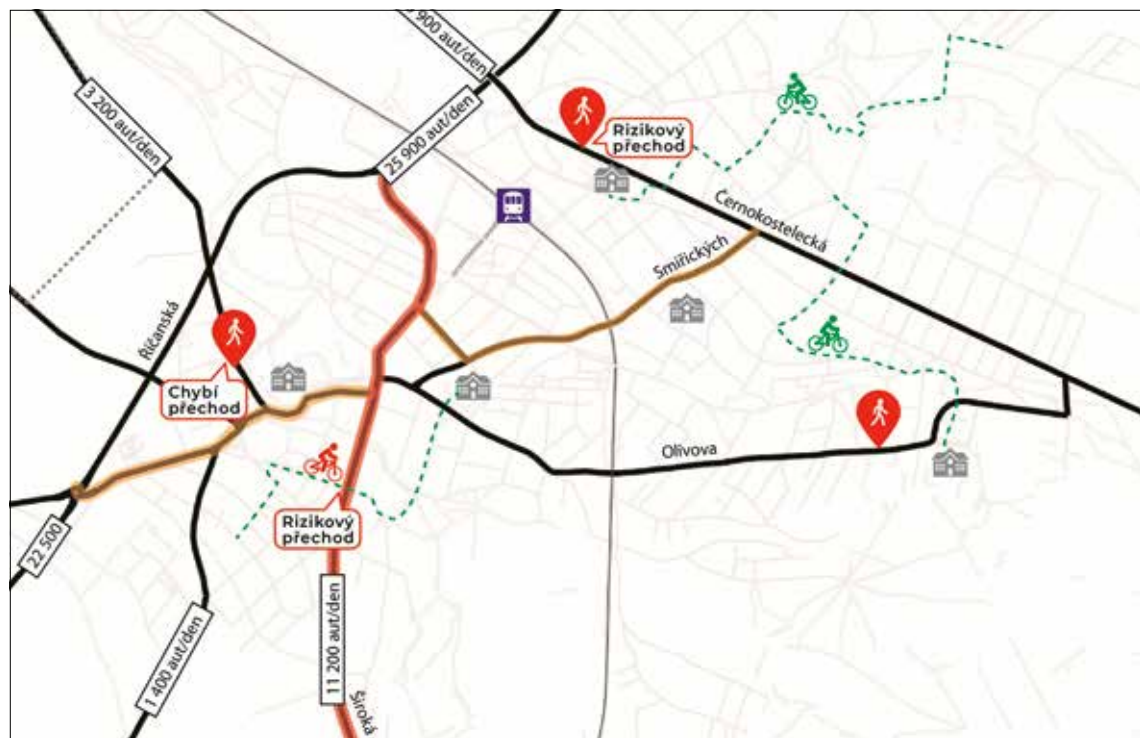 900 aut/den
3 200 aut/den
25 900 aut/den
Rizikový
přechod
Černokostelecká
Smiřických
Říčanská
Chybí
přechod
Olivova
Rizikový
přechod
22 500
11 200 aut/den
1 400 aut/den
Široká